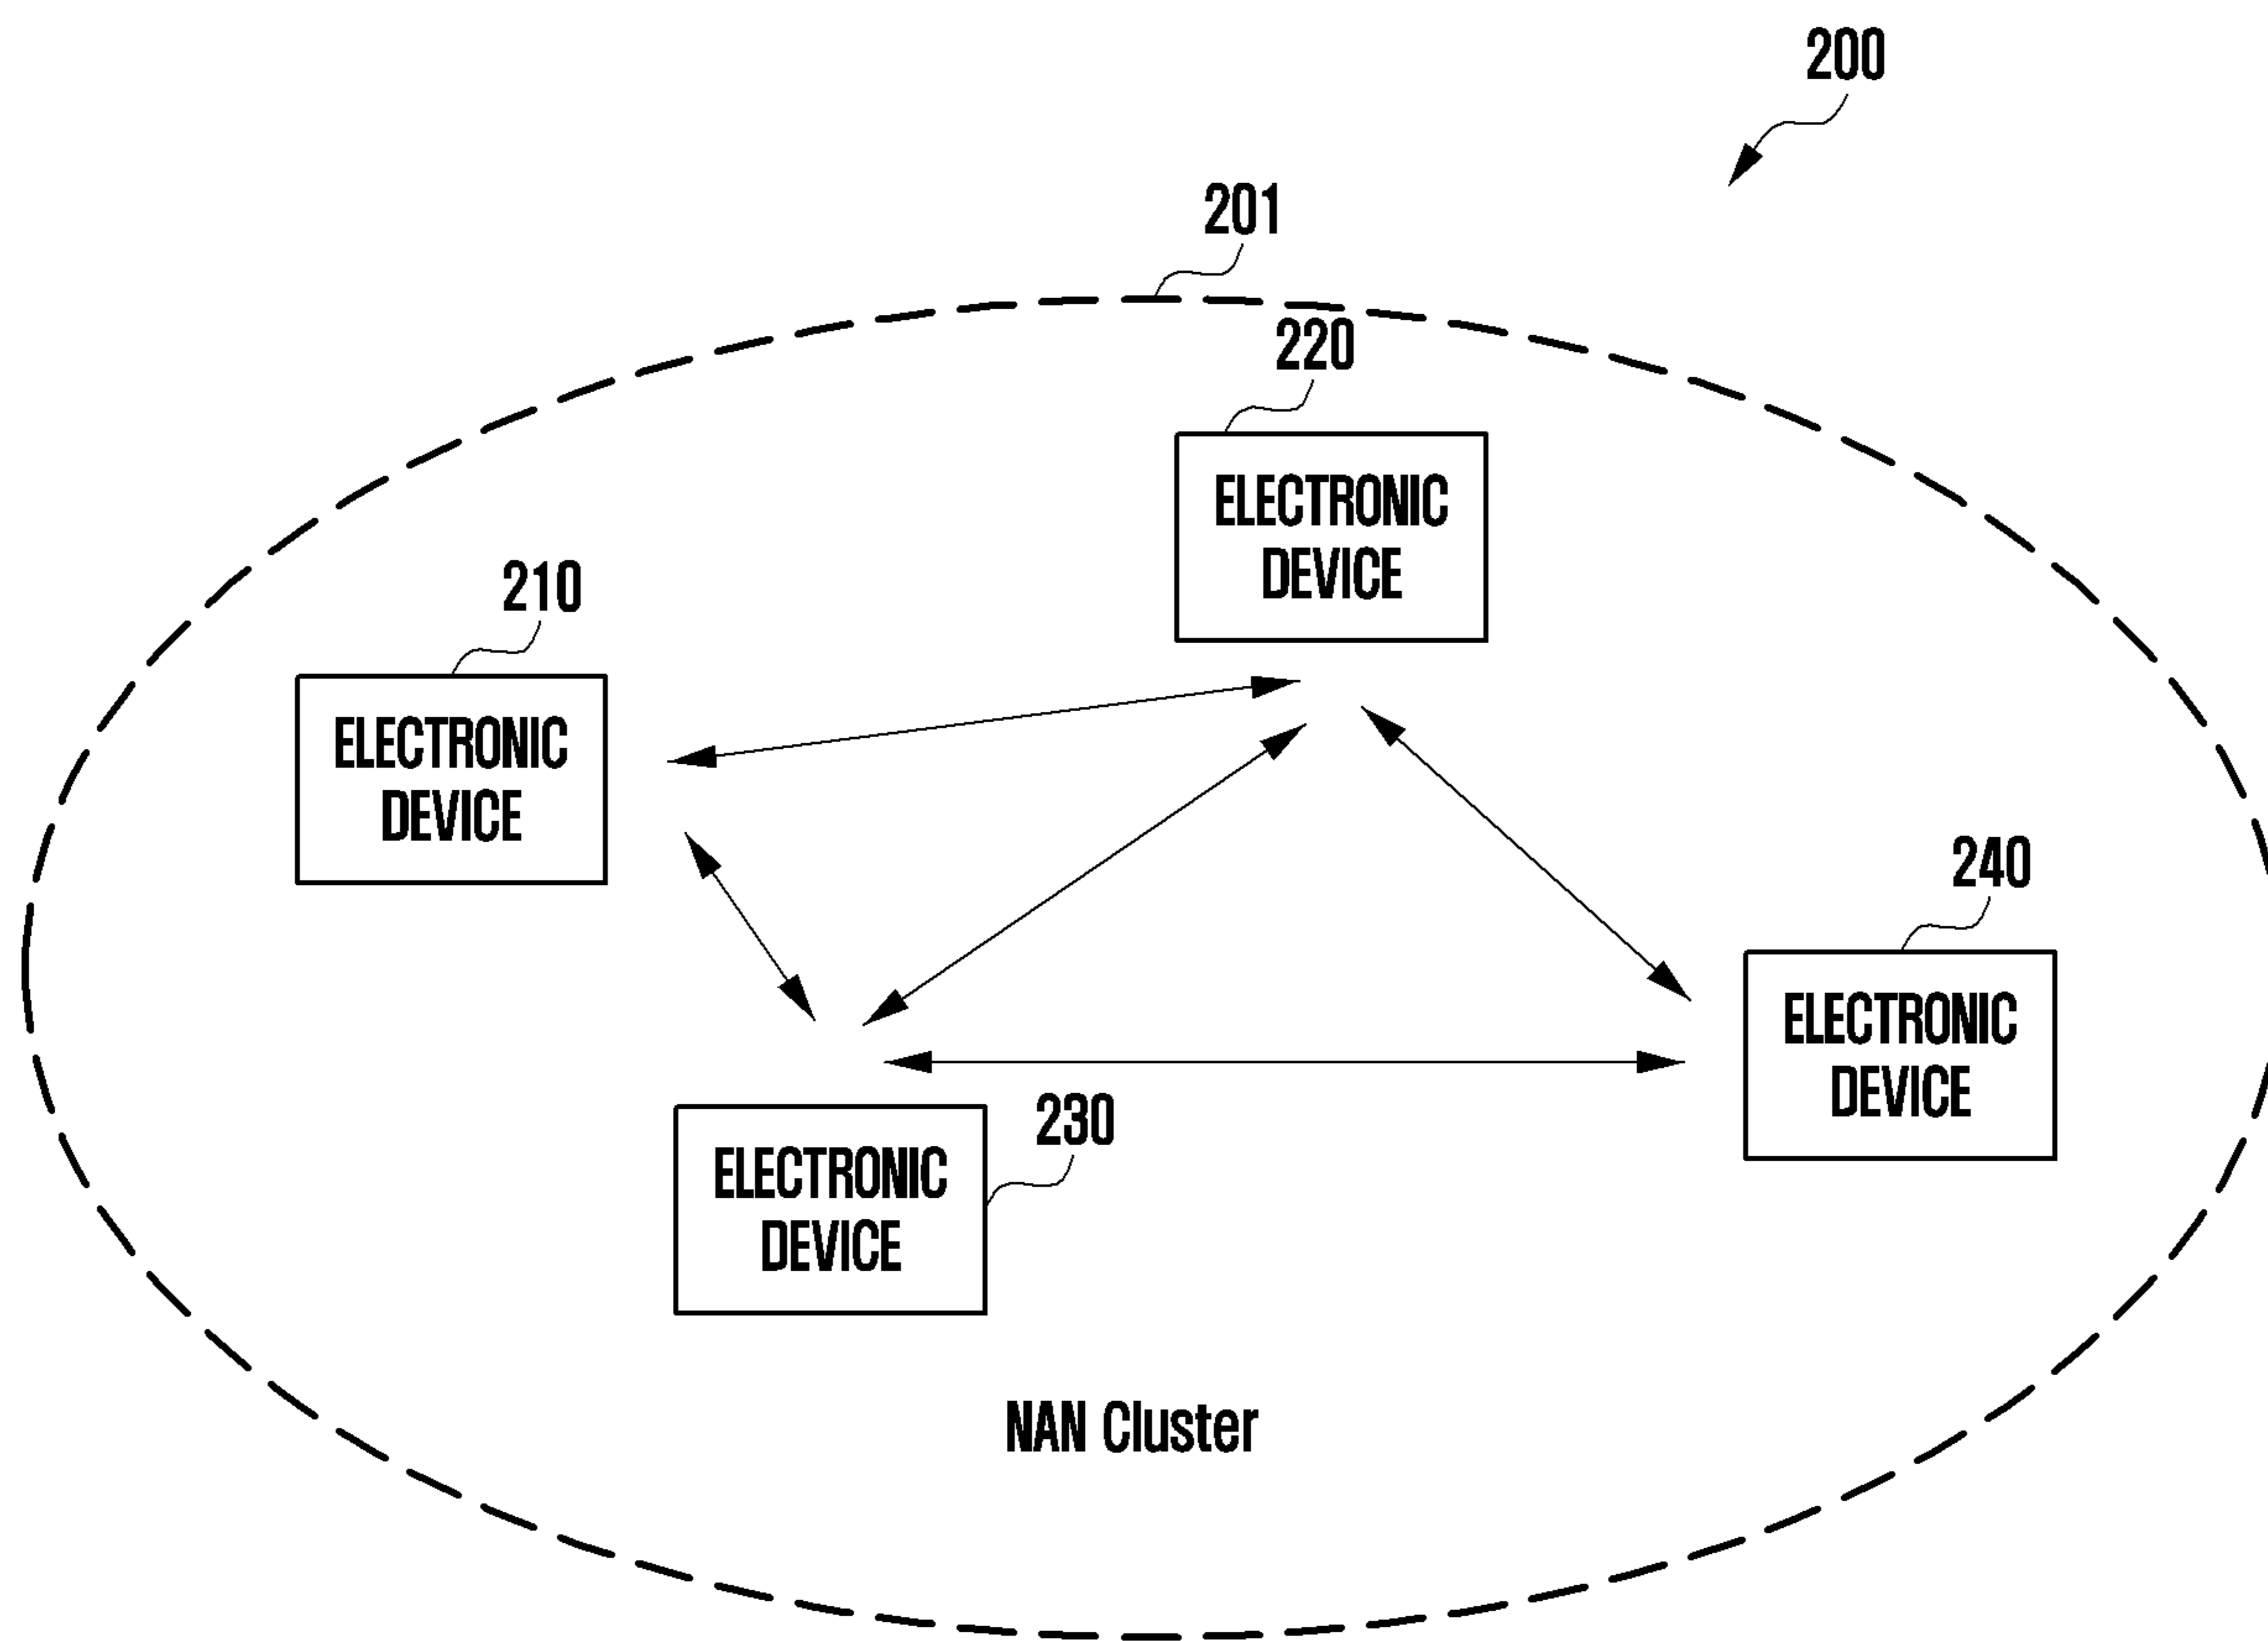 200
201
220
ELECTRONIC
DEVICE
210
ELECTRONIC
DEVICE
240
ELECTRONIC
DEVICE
230
ELECTRONIC
DEVICE
NAN Cluster